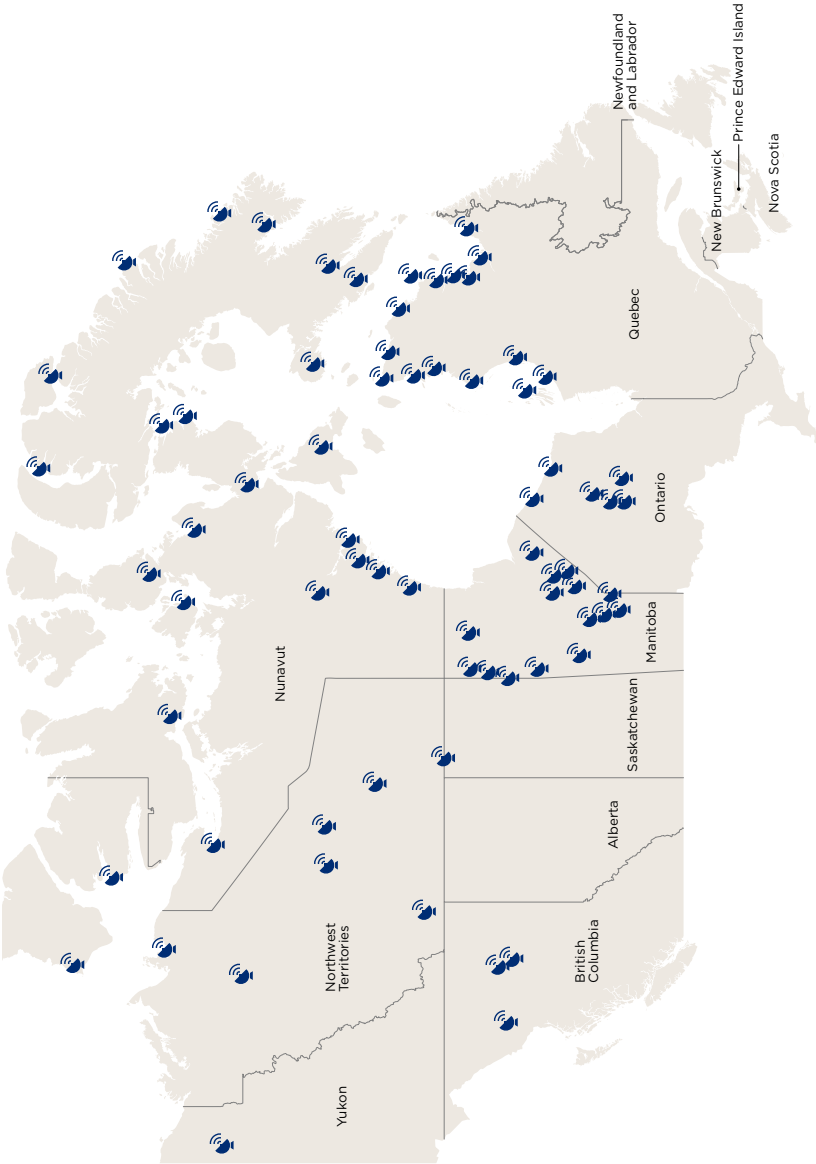 Yukon
Northwest
Territories
Nunavut
British
Columbia
Alberta
Saskatchewan
Manitoba
Ontario
Quebec
Newfoundland
and Labrador
New Brunswick
Prince Edward Island
Nova Scotia